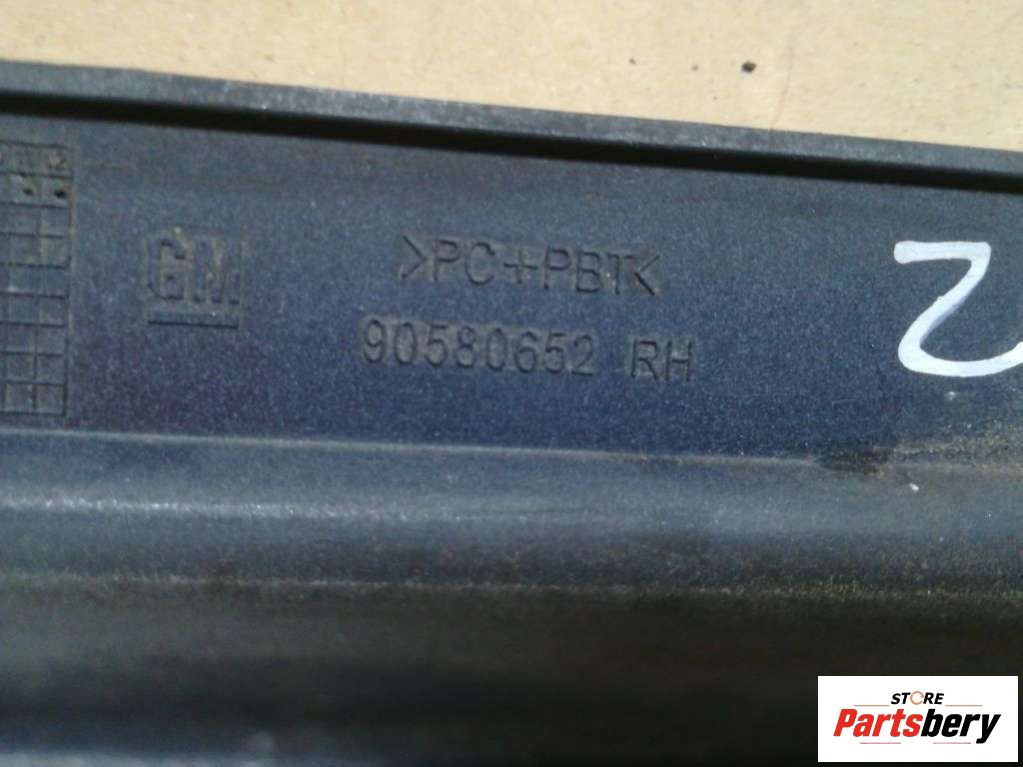 GM
>PC+PBT<
90580652 RH
2
STORE
Partsbery